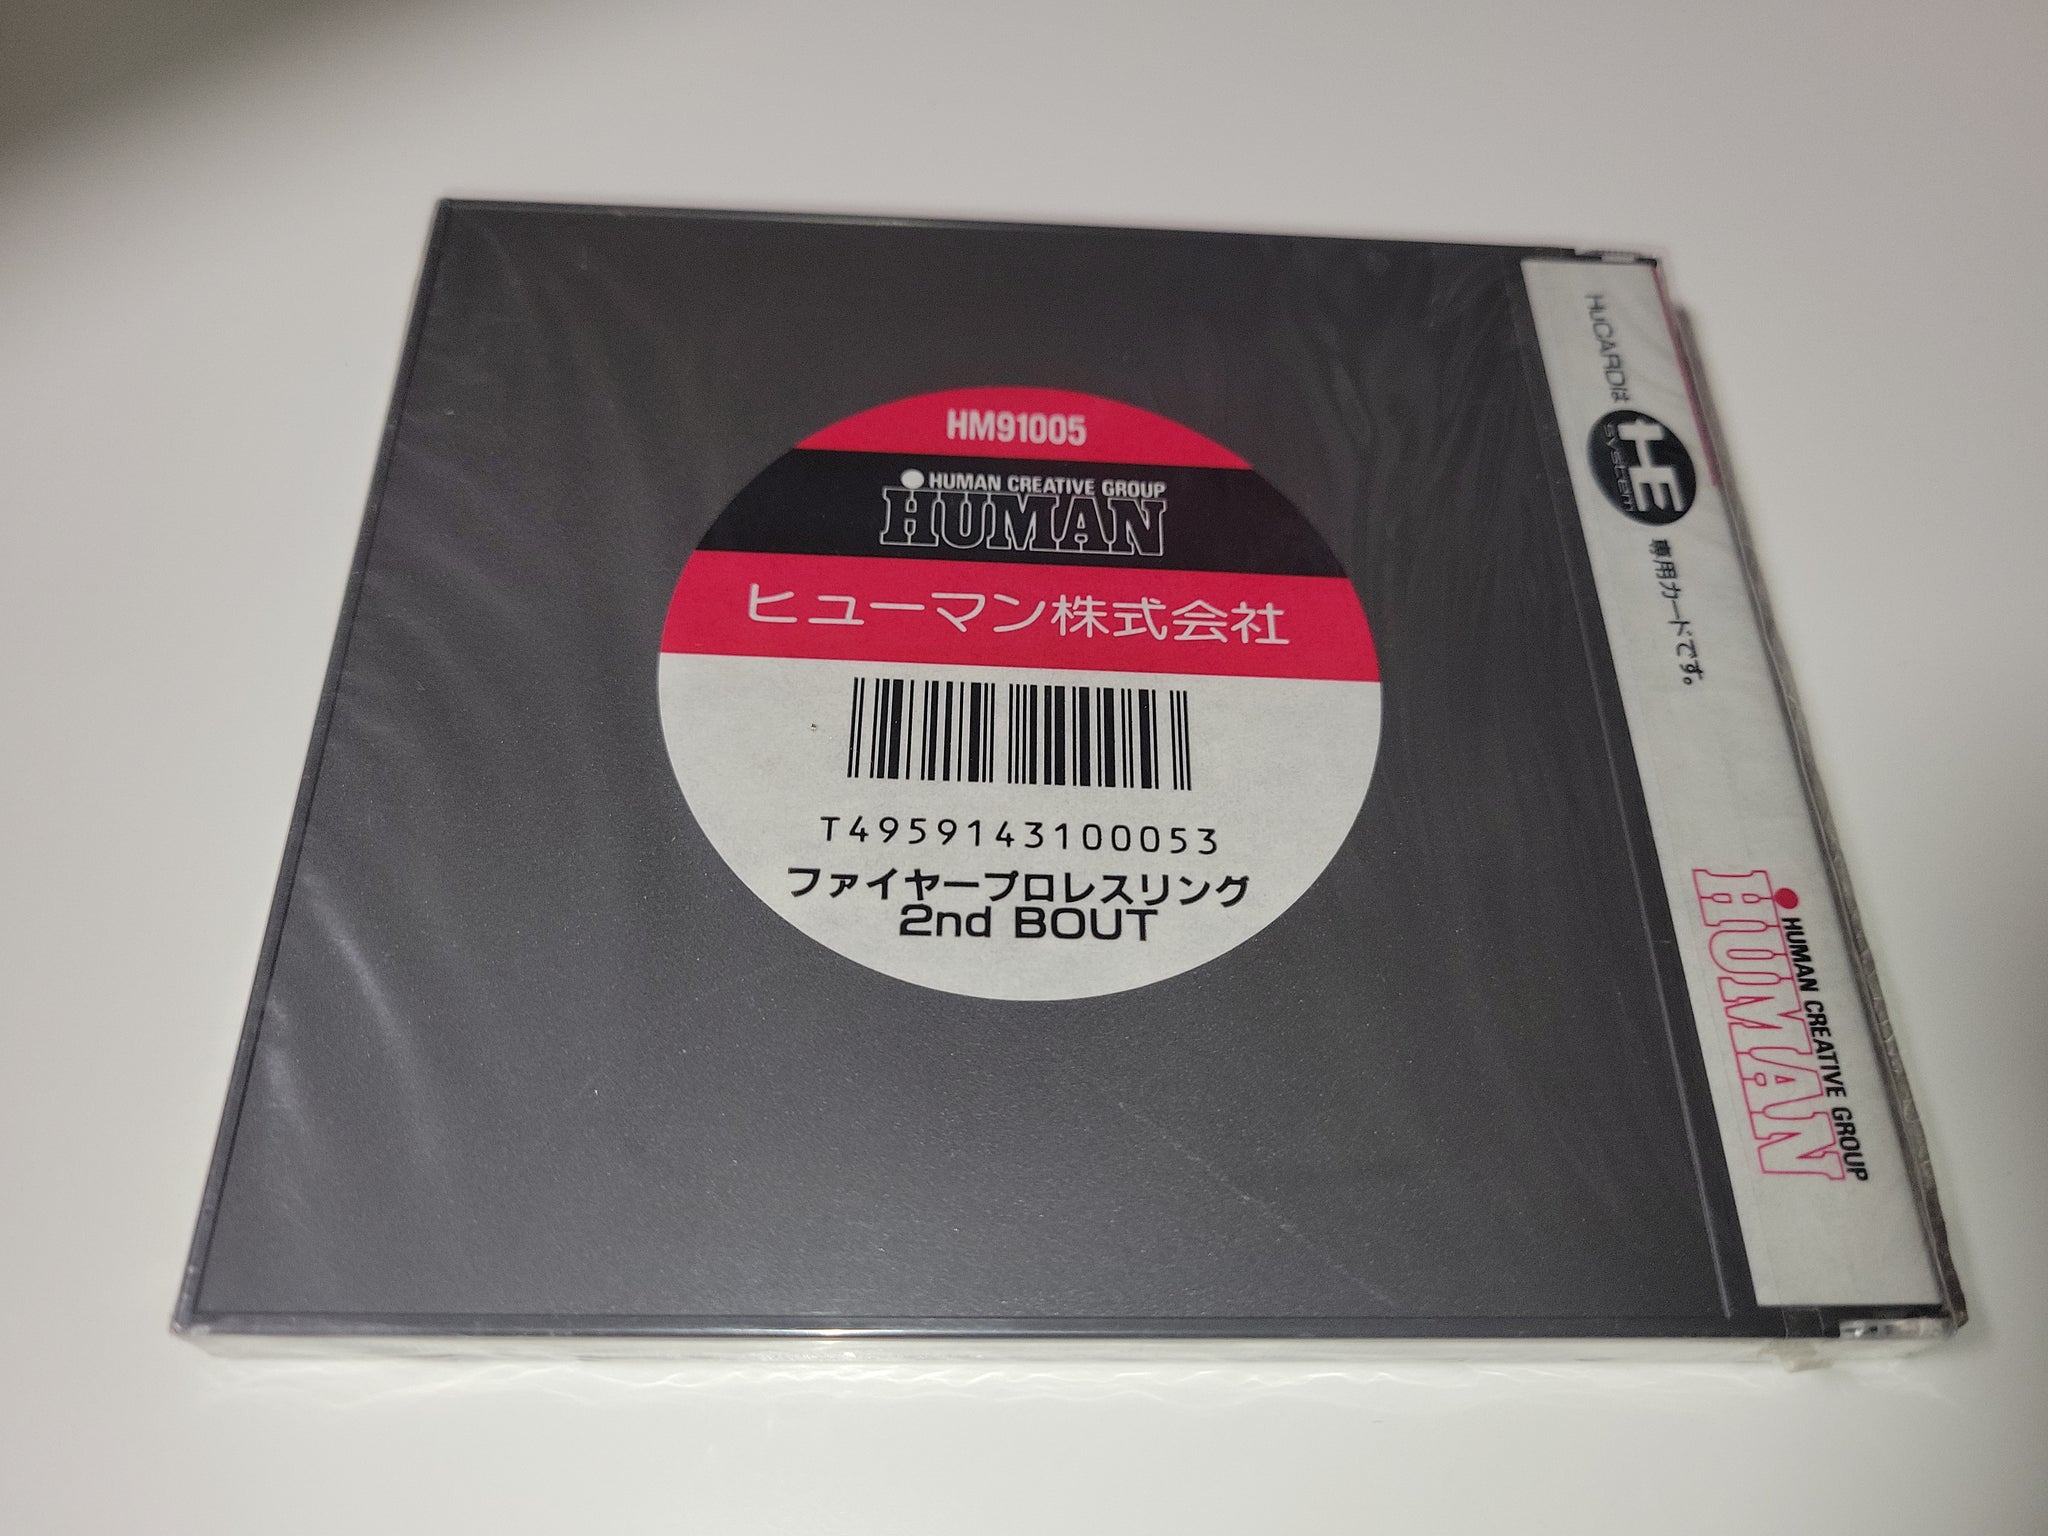 HM91005
HUMAN CREATIVE GROUP
HUMAN
ヒューマン株式会社
T4959143100053
ファイヤープロレスリング
2nd BOUT
HuCARDは
HE
system
専用カードです。
HUMAN CREATIVE GROUP
HUMAN